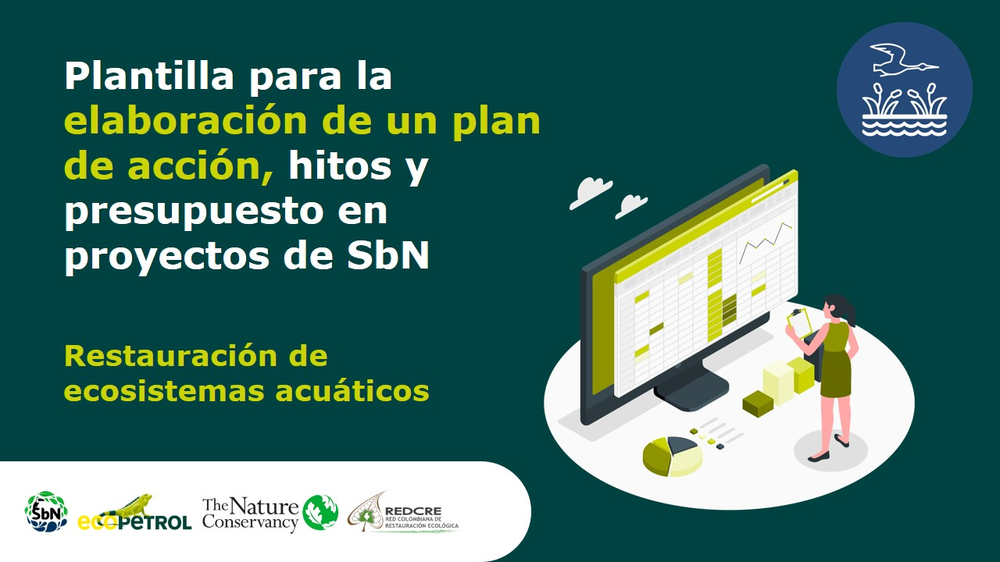 Plantilla para la
elaboración de un plan
de acción, hitos y
presupuesto en
proyectos de SbN
Restauración de
ecosistemas acuáticos
SbN
ecoPETROL
The Nature
Conservancy
REDCRE
RED COLOMBIANA DE
RESTAURACIÓN ECOLÓGICA